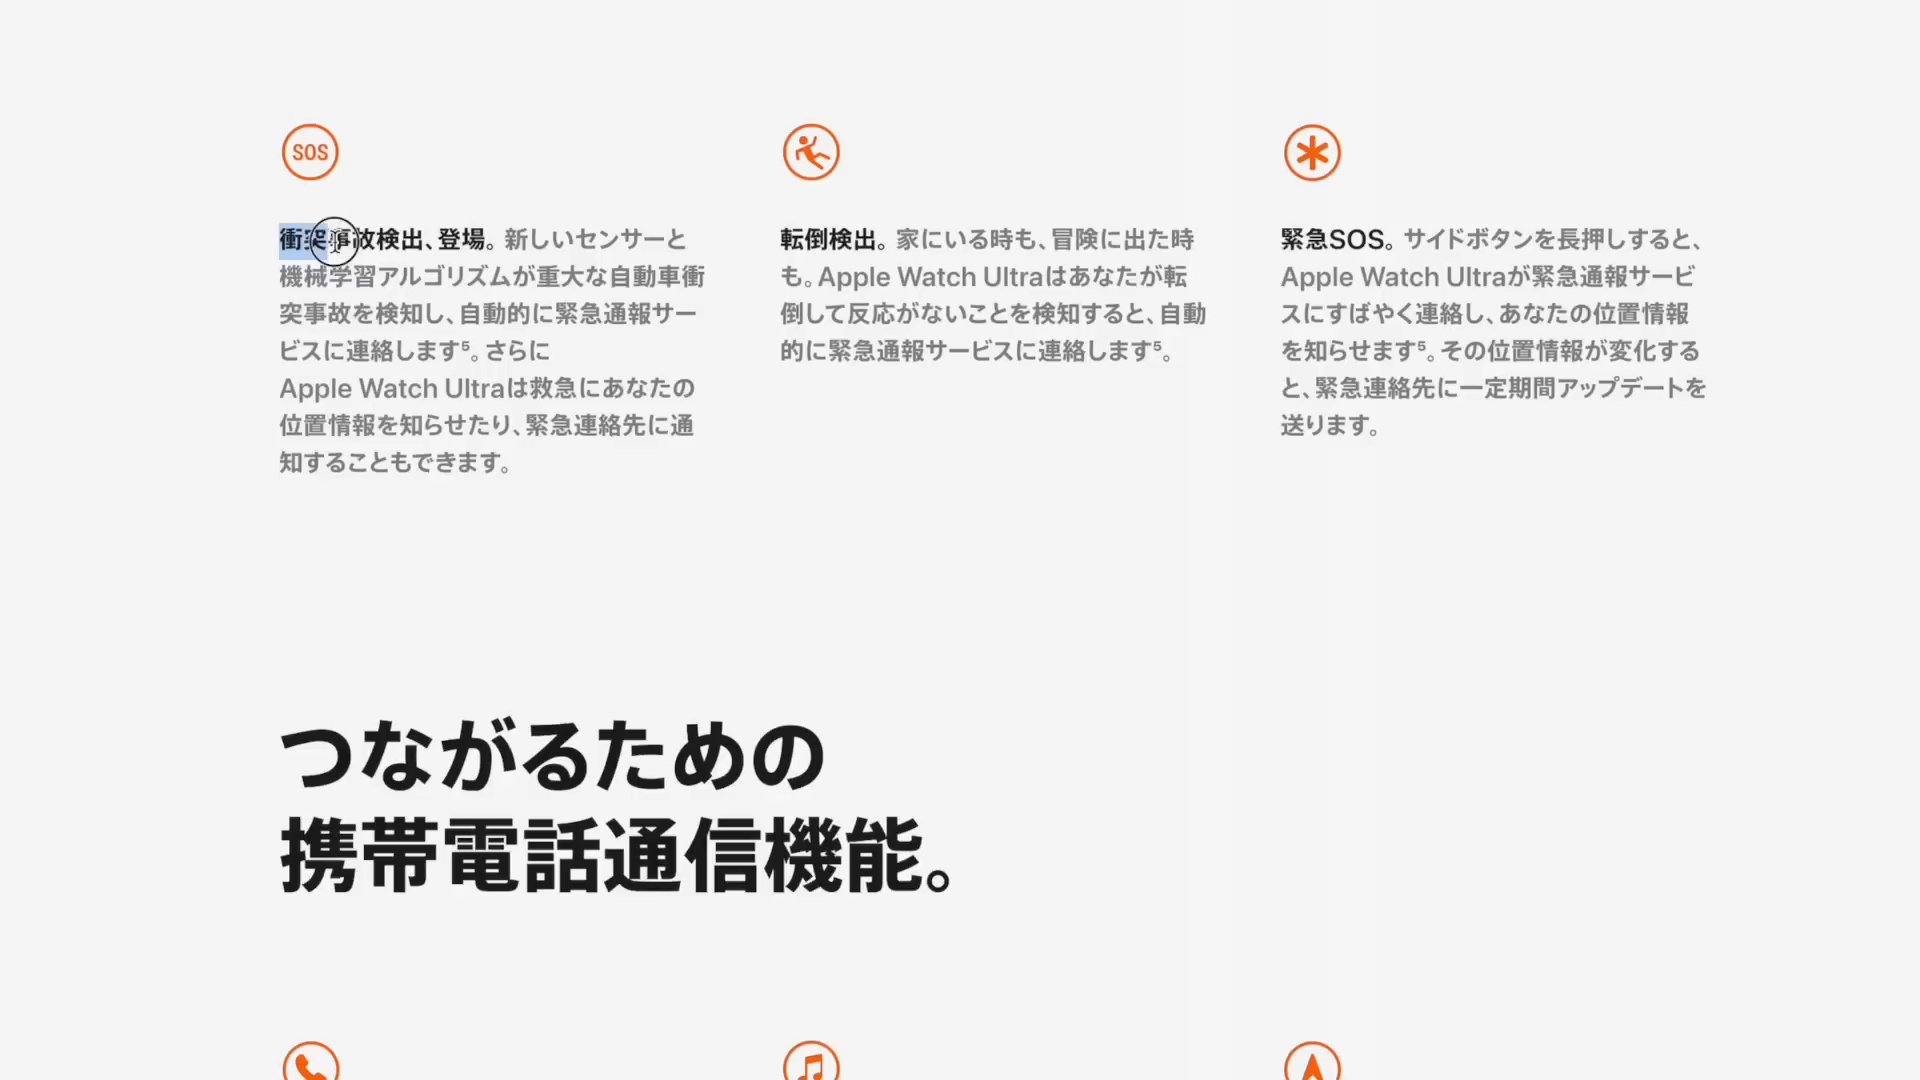 SOS
衝突事故検出、登場。新しいセンサーと
機械学習アルゴリズムが重大な自動車衝
突事故を検知し、自動的に緊急通報サー
ビスに連絡します⁵。さらに
Apple Watch Ultraは救急にあなたの
位置情報を知らせたり、緊急連絡先に通
知することもできます。
転倒検出。家にいる時も、冒険に出た時
も。Apple Watch Ultraはあなたが転
倒して反応がないことを検知すると、自動
的に緊急通報サービスに連絡します⁵。
緊急SOS。サイドボタンを長押しすると、
Apple Watch Ultraが緊急通報サービ
スにすばやく連絡し、あなたの位置情報
を知らせます⁵。その位置情報が変化する
と、緊急連絡先に一定期間アップデートを
送ります。
つながるための
携帯電話通信機能。